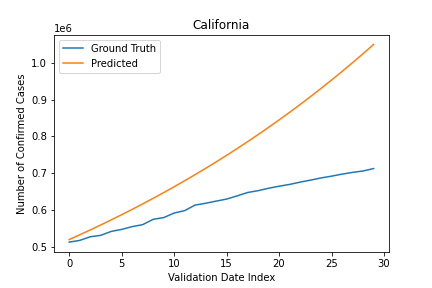 California
1e6
Ground Truth
Predicted
1.0
0.9
0.8
0.7
0.6
0.5
Number of Confirmed Cases
0 5 10 15 20 25 30
Validation Date Index